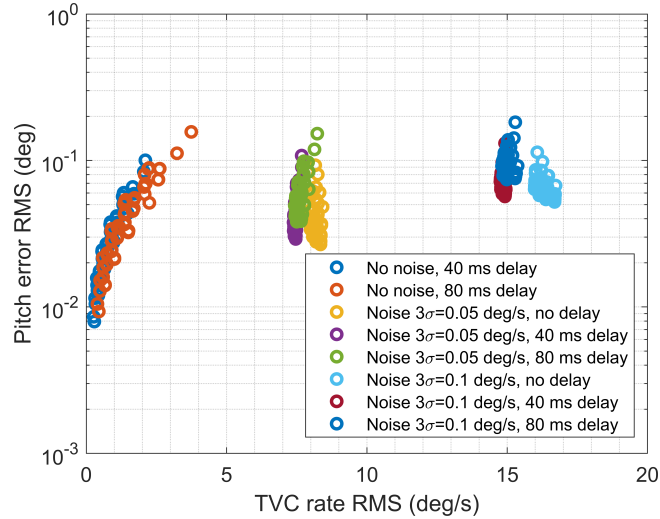 10⁰
10⁻¹
10⁻²
10⁻³
Pitch error RMS (deg)
No noise, 40 ms delay
No noise, 80 ms delay
Noise 3σ=0.05 deg/s, no delay
Noise 3σ=0.05 deg/s, 40 ms delay
Noise 3σ=0.05 deg/s, 80 ms delay
Noise 3σ=0.1 deg/s, no delay
Noise 3σ=0.1 deg/s, 40 ms delay
Noise 3σ=0.1 deg/s, 80 ms delay
0 5 10 15 20
TVC rate RMS (deg/s)